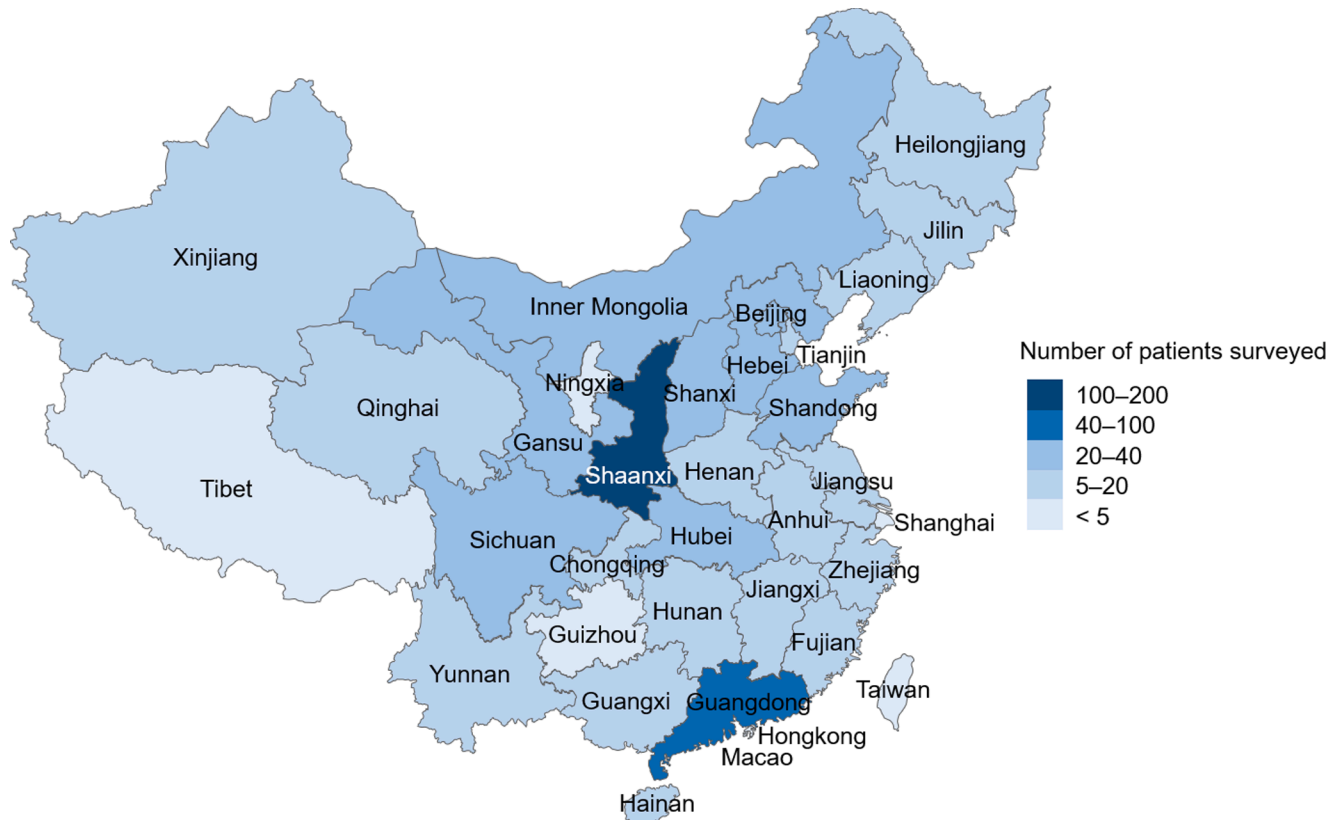 Heilongjiang
Jilin
Xinjiang
Liaoning
Inner Mongolia
Beijing
Number of patients surveyed
Tianjin
Hebei
Ningxia
Shanxi
100–200
Qinghai
Shandong
40–100
Gansu
20–40
Shaanxi
Henan
Jiangsu
5–20
Tibet
< 5
Anhui
Shanghai
Sichuan
Hubei
Chongqing
Zhejiang
Jiangxi
Hunan
Guizhou
Fujian
Yunnan
Taiwan
Guangxi
Guangdong
Hongkong
Macao
Hainan